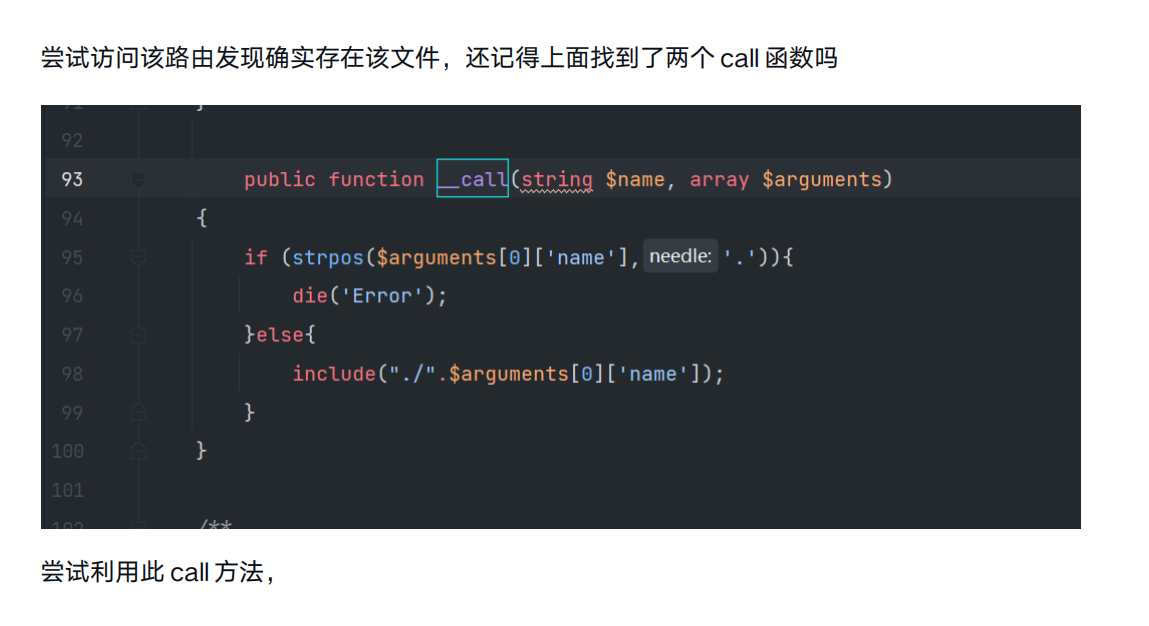 尝试访问该路由发现确实存在该文件，还记得上面找到了两个 call 函数吗
91 }
92
93 public function __call(string $name, array $arguments)
94 {
95 if (strpos($arguments[0]['name'], needle: '.')){
96 die('Error');
97 }else{
98 include("./".$arguments[0]['name']);
99 }
100 }
101
102 /**
尝试利用此 call 方法，